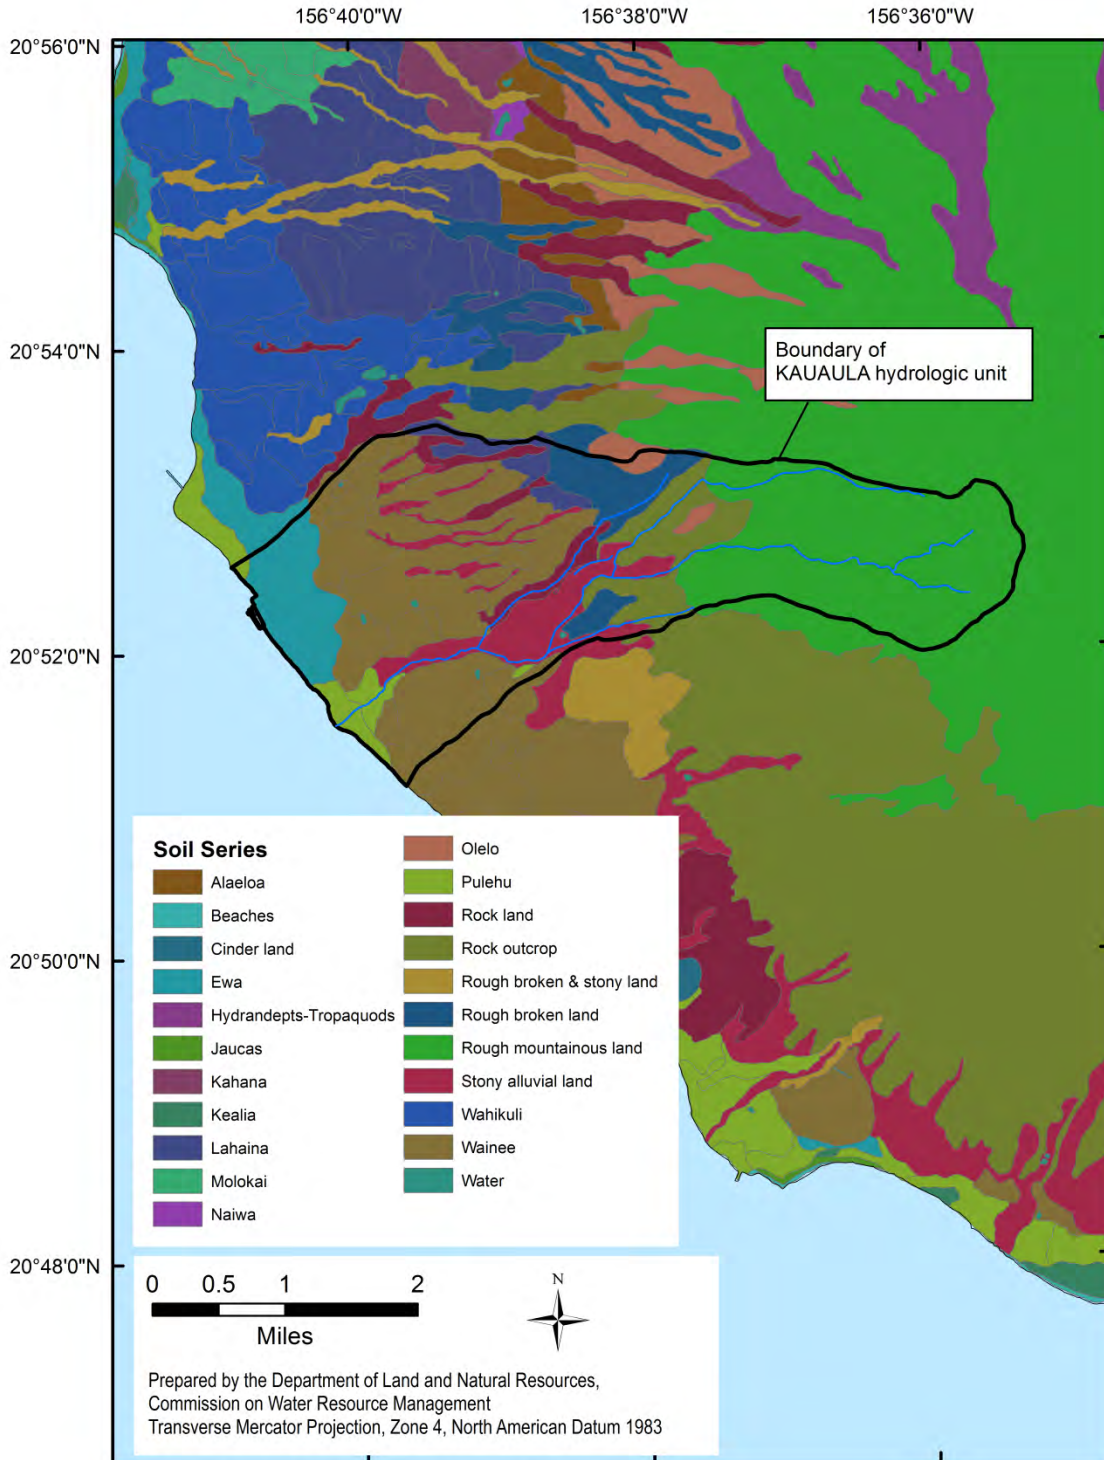 156°40'0"W
156°38'0"W
156°36'0"W
20°56'0"N
20°54'0"N
Boundary of
KAUAULA hydrologic unit
20°52'0"N
20°50'0"N
20°48'0"N
Soil Series
Alaeloa
Beaches
Cinder land
Ewa
Hydrandepts-Tropaquods
Jaucas
Kahana
Kealia
Lahaina
Molokai
Naiwa
Olelo
Pulehu
Rock land
Rock outcrop
Rough broken & stony land
Rough broken land
Rough mountainous land
Stony alluvial land
Wahikuli
Wainee
Water
0 0.5 1 2
Miles
N
Prepared by the Department of Land and Natural Resources,
Commission on Water Resource Management
Transverse Mercator Projection, Zone 4, North American Datum 1983